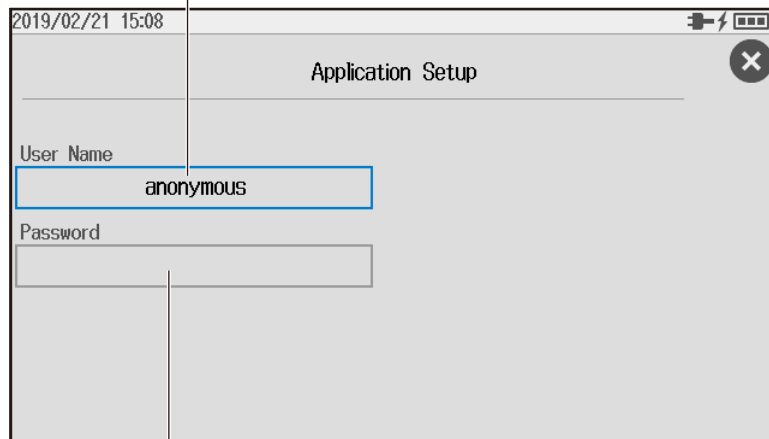 2019/02/21 15:08
Application Setup
User Name
anonymous
Password